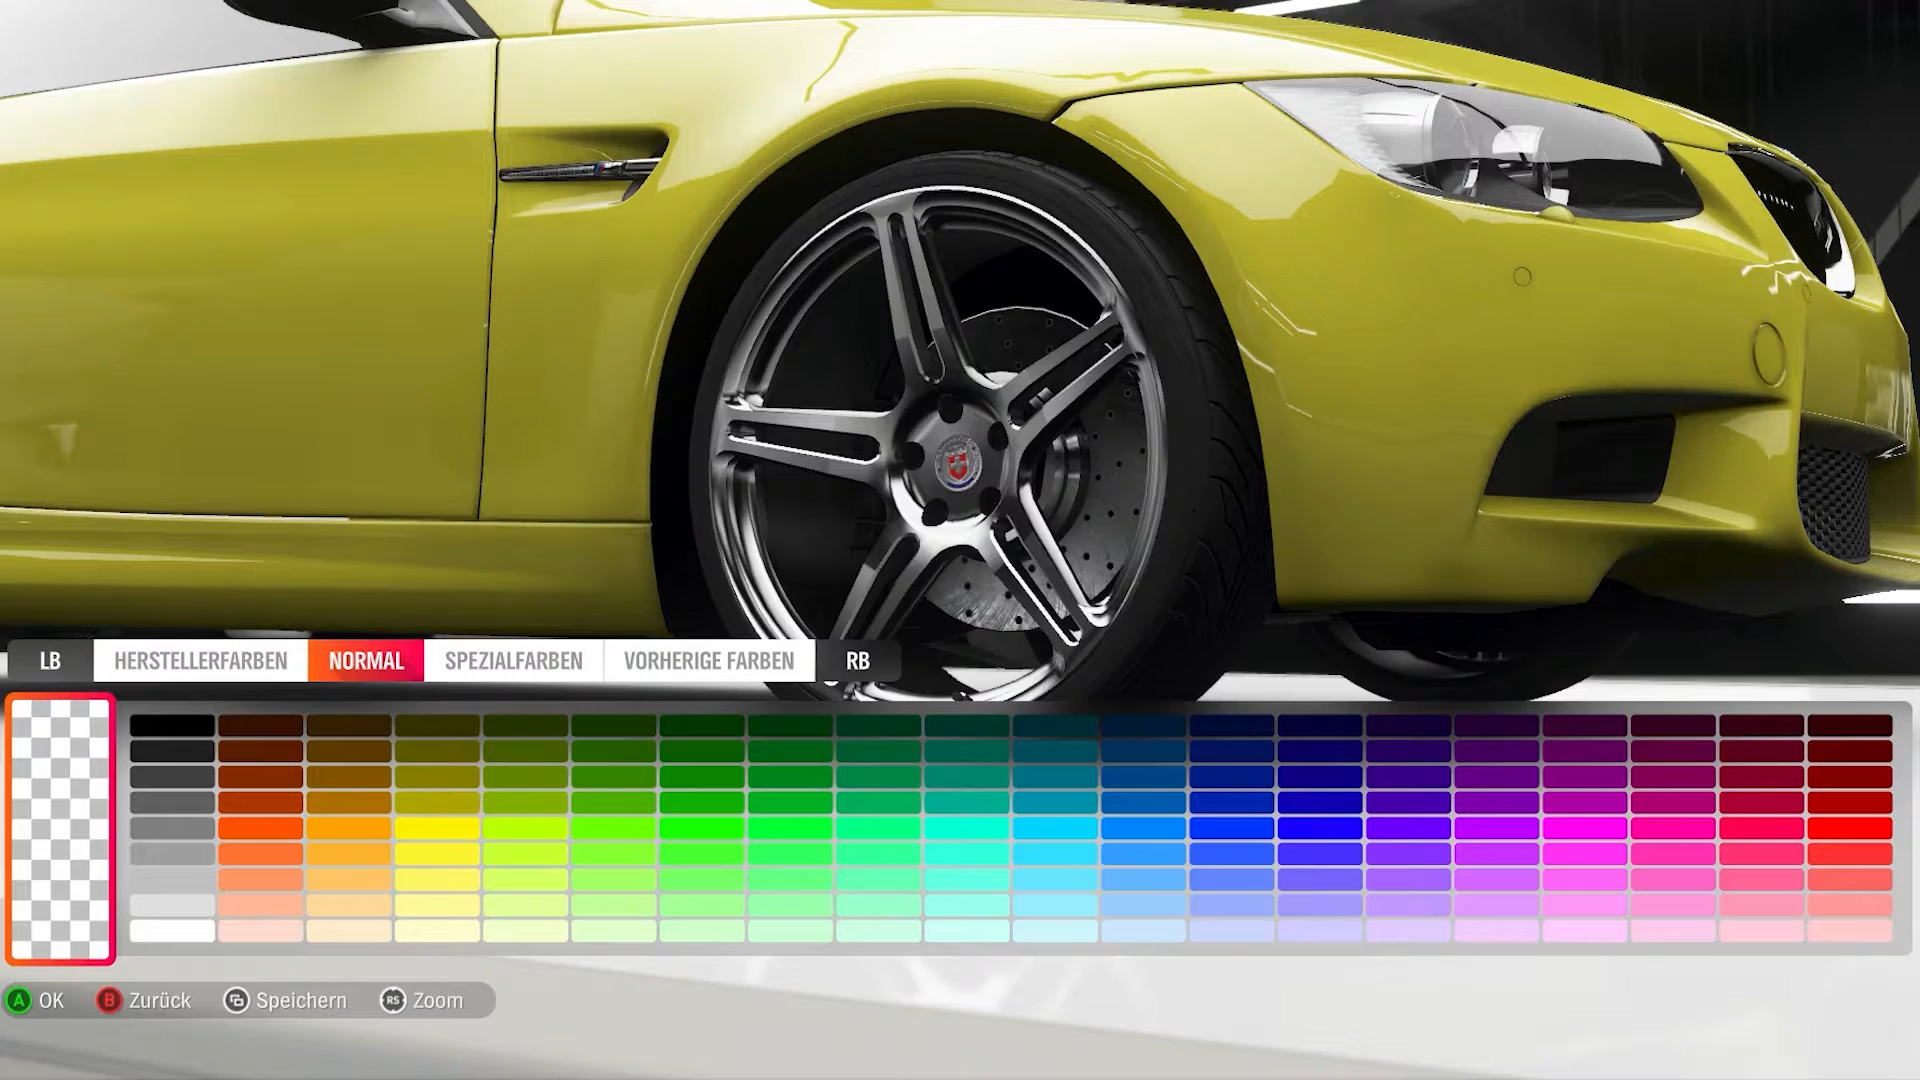 LB HERSTELLERFARBEN NORMAL SPEZIALFARBEN VORHERIGE FARBEN RB
A OK B Zurück Speichern RS Zoom